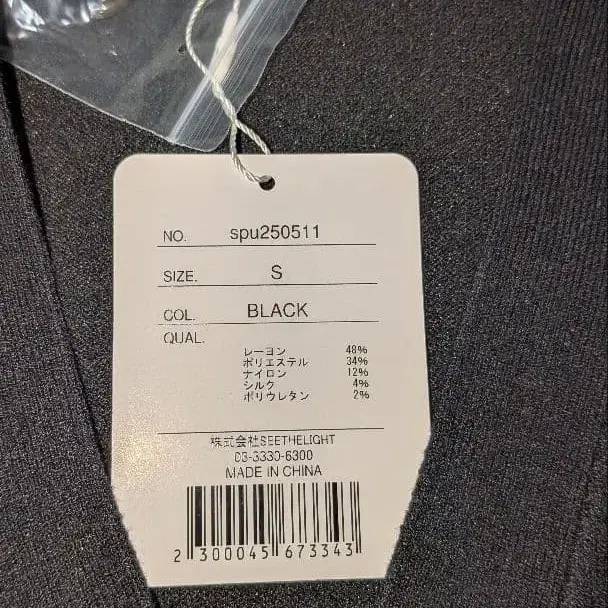 NO. spu250511
SIZE. S
COL. BLACK
QUAL.
レーヨン 48%
ポリエステル 34%
ナイロン 12%
シルク 4%
ポリウレタン 2%
株式会社SEETHELIGHT
03-3330-6300
MADE IN CHINA
2 300045 673343